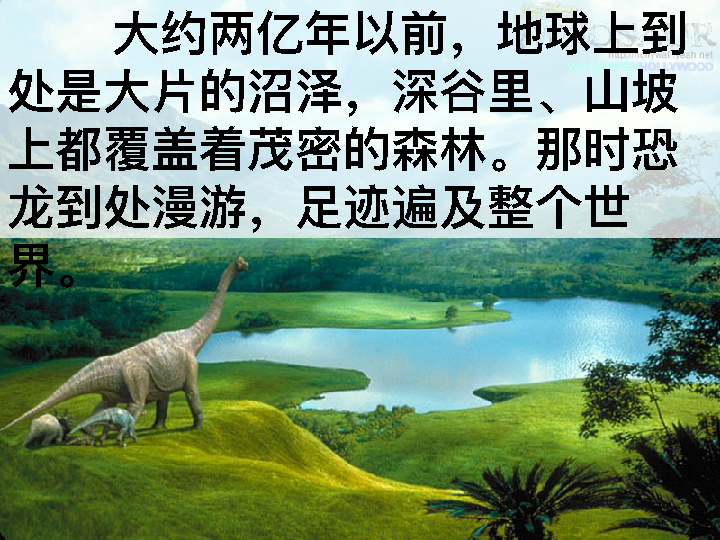 大约两亿年以前，地球上到
处是大片的沼泽，深谷里、山坡
上都覆盖着茂密的森林。那时恐
龙到处漫游，足迹遍及整个世
界。
HOLLYWOOD